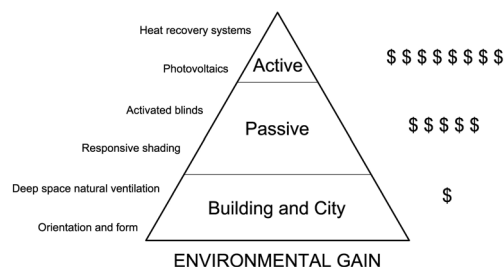 Heat recovery systems
Photovoltaics
Active
$ $ $ $ $ $ $ $
Activated blinds
Passive
$ $ $ $ $
Responsive shading
Deep space natural ventilation
Building and City
$
Orientation and form
ENVIRONMENTAL GAIN